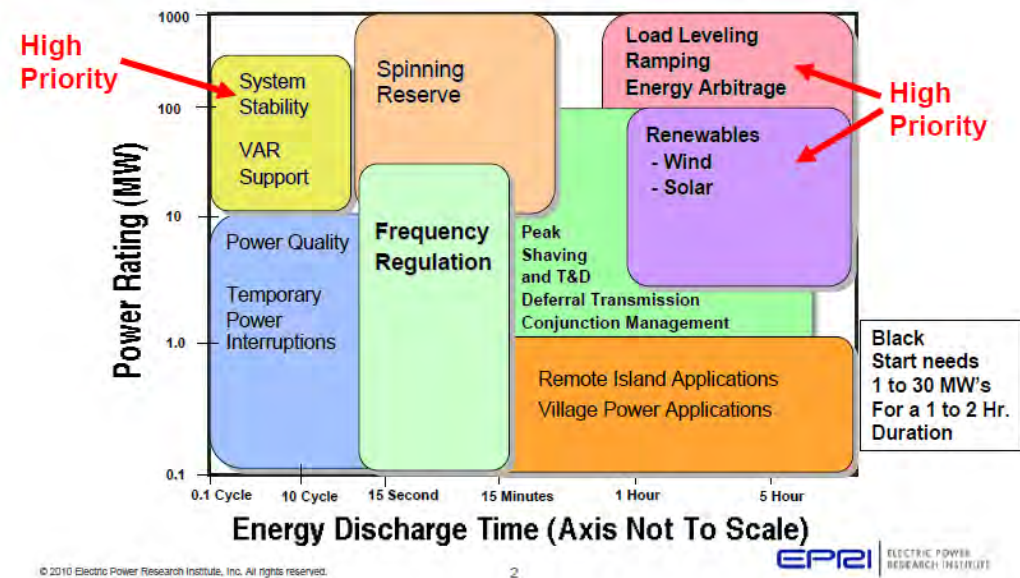 High
Priority
1000
100
10
1.0
0.1
Power Rating (MW)
System
Stability
VAR
Support
Spinning
Reserve
Load Leveling
Ramping
Energy Arbitrage
High
Priority
Renewables
- Wind
- Solar
Power Quality
Temporary
Power
Interruptions
Frequency
Regulation
Peak
Shaving
and T&D
Deferral Transmission
Conjunction Management
Remote Island Applications
Village Power Applications
Black
Start needs
1 to 30 MW's
For a 1 to 2 Hr.
Duration
0.1 Cycle
10 Cycle
15 Second
15 Minutes
1 Hour
5 Hour
Energy Discharge Time (Axis Not To Scale)
© 2010 Electric Power Research Institute, Inc. All rights reserved.
2
EPRI
ELECTRIC POWER
RESEARCH INSTITUTE